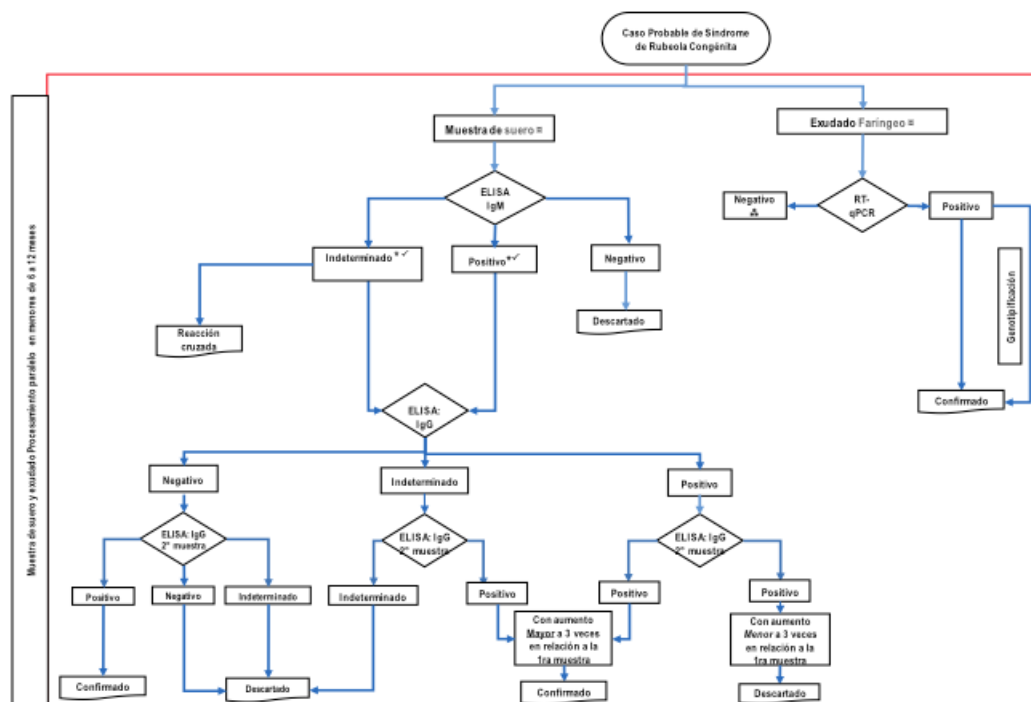 Caso Probable de Síndrome
de Rubeola Congénita
Muestra de suero y exudado Procesamiento paralelo en menores de 6 a 12 meses
Muestra de suero =
Exudado Faringeo =
ELISA
IgM
Negativo
RT-
qPCR
Positivo
Indeterminado *✓
Positivo*✓
Negativo
Genotipificación
Reacción
cruzada
Descartado
Confirmado
ELISA:
IgG
Negativo
Indeterminado
Positivo
ELISA: IgG
2° muestra
ELISA: IgG
2° muestra
ELISA: IgG
2° muestra
Positivo
Negativo
Indeterminado
Indeterminado
Positivo
Positivo
Positivo
Con aumento
Mayor a 3 veces
en relación a la
1ra muestra
Con aumento
Menor a 3 veces
en relación a la
1ra muestra
Confirmado
Descartado
Confirmado
Descartado